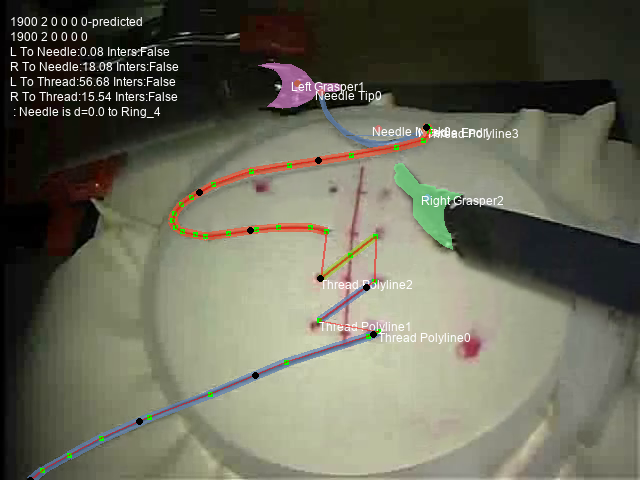 1900 2 0 0 0 0-predicted
1900 2 0 0 0 0
L To Needle:0.08 Inters:False
R To Needle:18.08 Inters:False
L To Thread:56.68 Inters:False
R To Thread:15.54 Inters:False
: Needle is d=0.0 to Ring_4
Left Grasper1
Needle Tip0
Thread Polyline3
Right Grasper2
Thread Polyline2
Thread Polyline1
Thread Polyline0